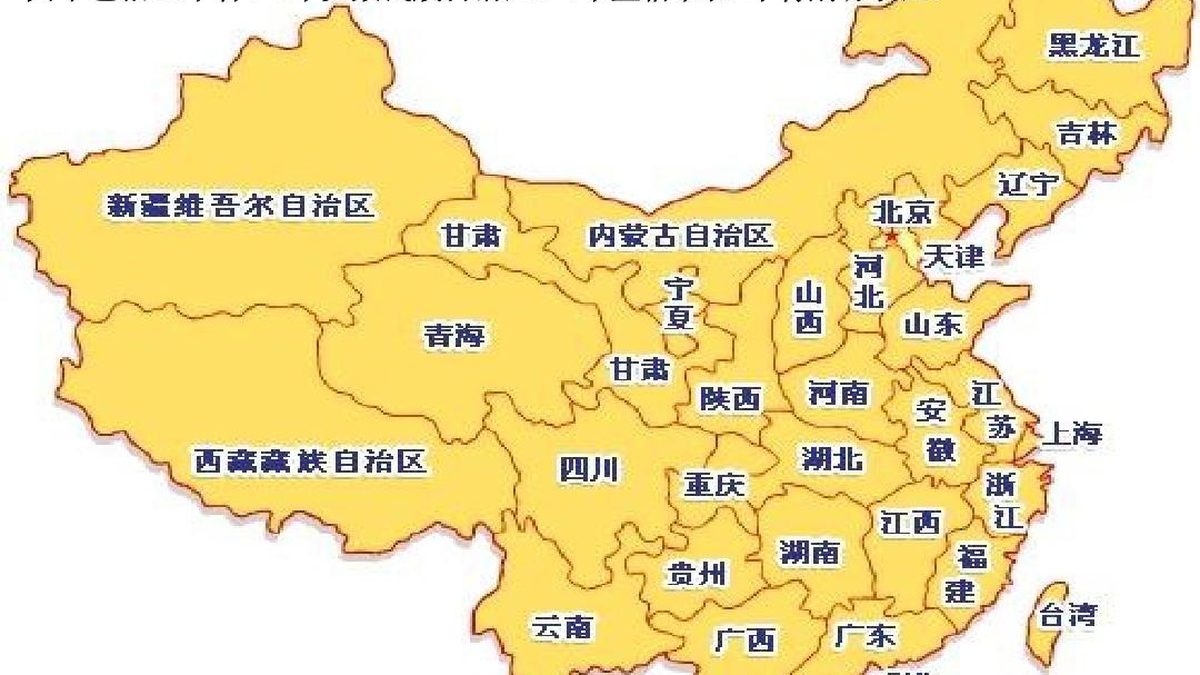 黑龙江
吉林
辽宁
新疆维吾尔自治区
北京
甘肃
内蒙古自治区
天津
河北
宁夏
山西
青海
山东
甘肃
陕西
河南
江苏
安徽
上海
西藏藏族自治区
四川
重庆
湖北
浙江
江西
湖南
福建
贵州
台湾
云南
广西
广东